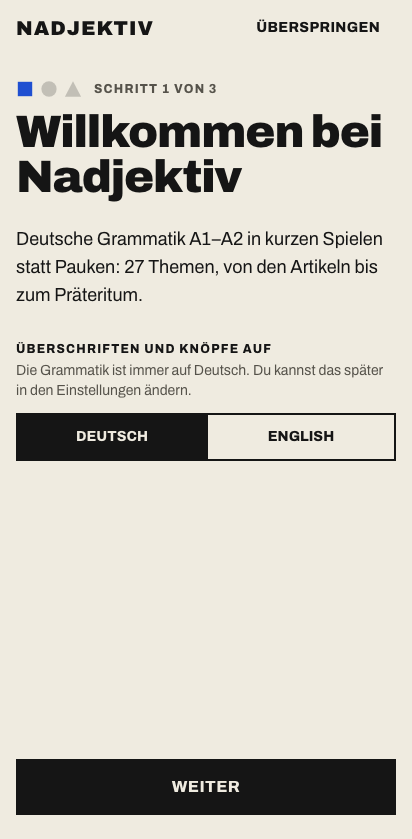 NADJEKTIV
ÜBERSPRINGEN
SCHRITT 1 VON 3
Willkommen bei
Nadjektiv
Deutsche Grammatik A1–A2 in kurzen Spielen
statt Pauken: 27 Themen, von den Artikeln bis
zum Präteritum.
ÜBERSCHRIFTEN UND KNÖPFE AUF
Die Grammatik ist immer auf Deutsch. Du kannst das später
in den Einstellungen ändern.
DEUTSCH
ENGLISH
WEITER